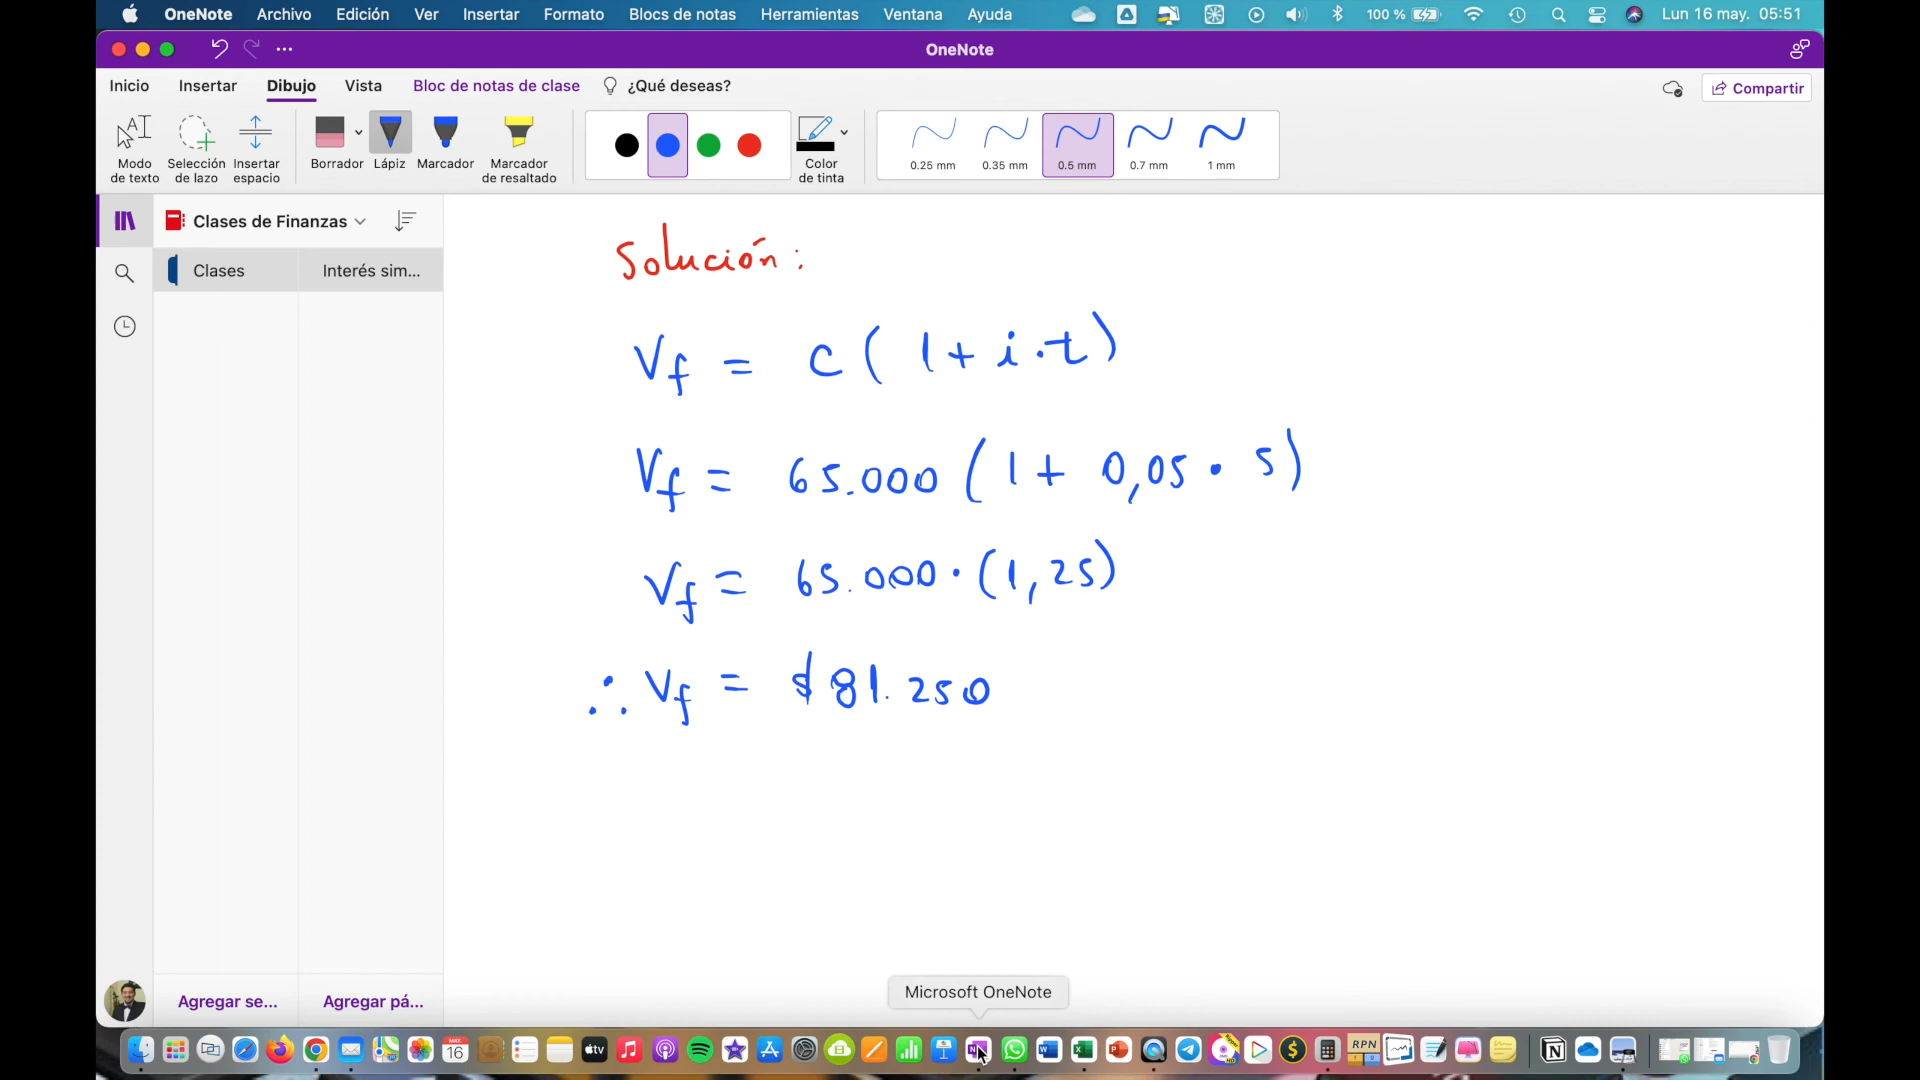 OneNote Archivo Edición Ver Insertar Formato Blocs de notas Herramientas Ventana Ayuda 100 % Lun 16 may. 05:51
OneNote
Inicio Insertar Dibujo Vista Bloc de notas de clase ¿Qué deseas? Compartir
Modo de texto
Selección de lazo
Insertar espacio
Borrador
Lápiz
Marcador
Marcador de resaltado
Color de tinta
0.25 mm 0.35 mm 0.5 mm 0.7 mm 1 mm
Clases de Finanzas
Clases Interés sim...
Solución:
Vf = c ( 1 + i · t )
Vf = 65.000 ( 1 + 0,05 · 5 )
Vf = 65.000 · (1,25)
∴ Vf = $ 81.250
Agregar se... Agregar pá...
Microsoft OneNote
MAY. 16
tv
RPN